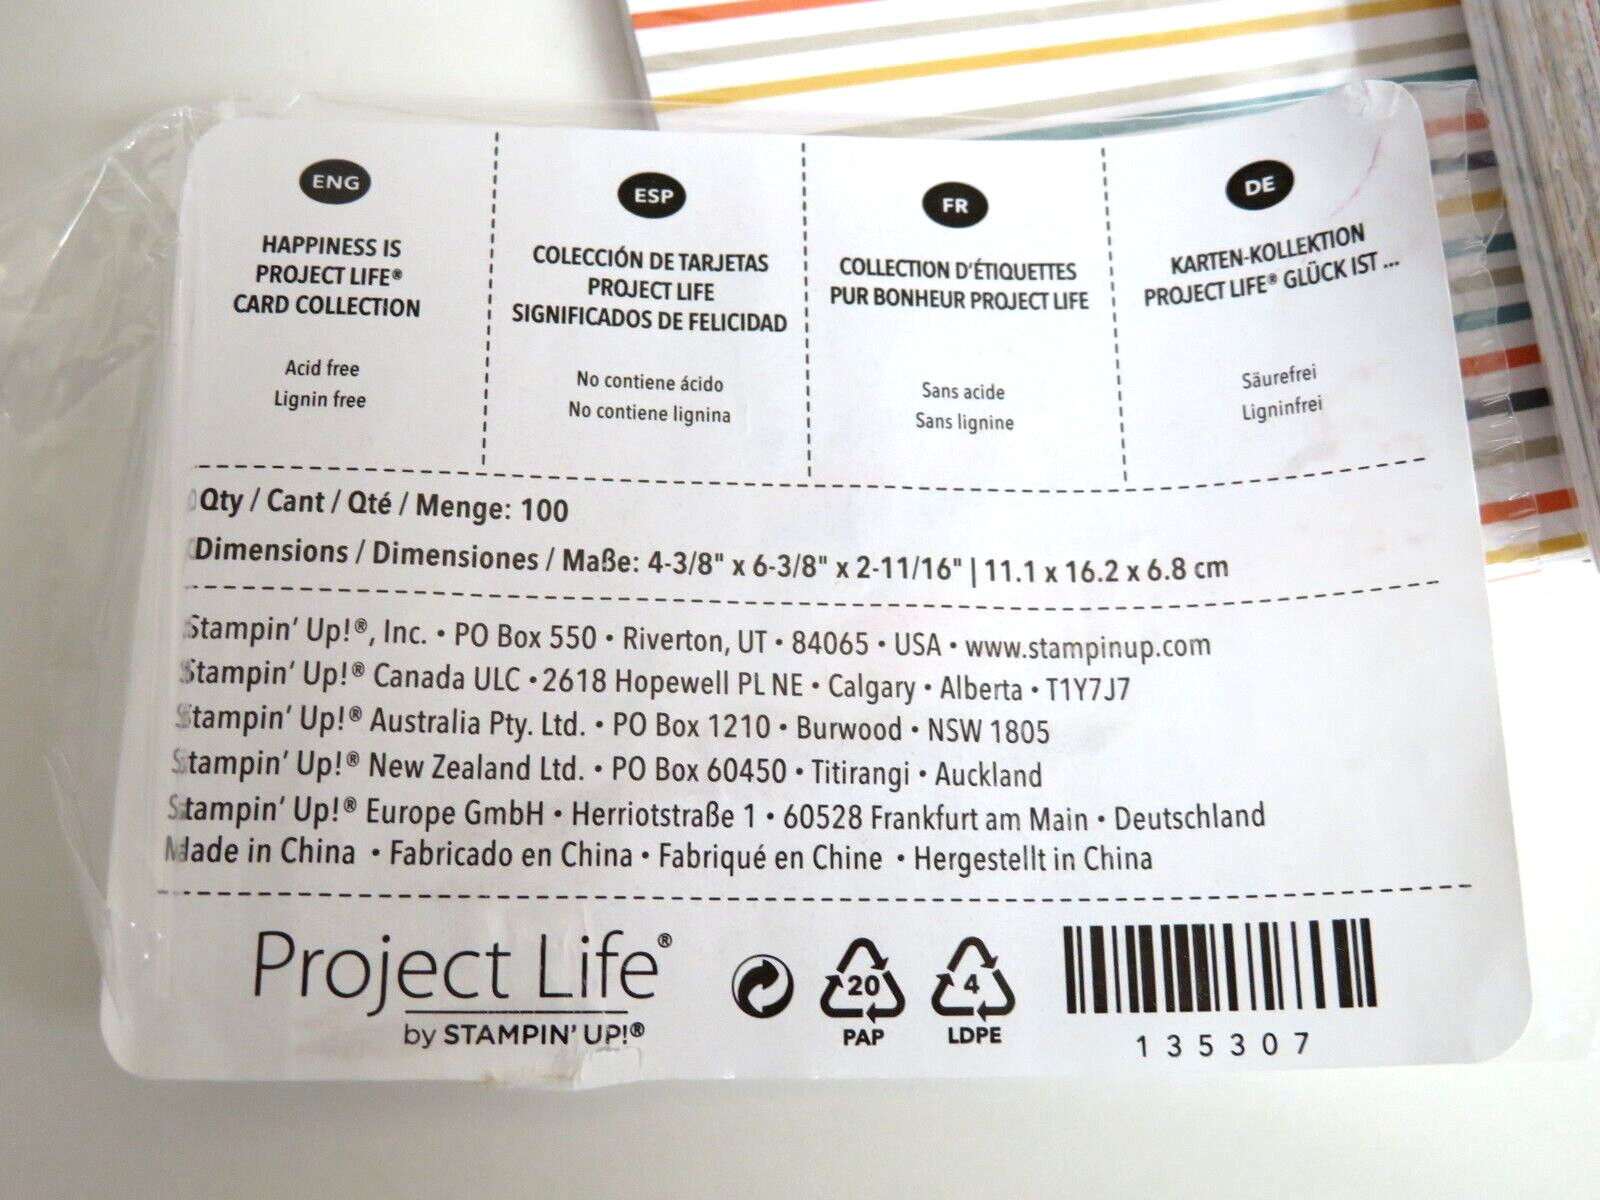 ENG
HAPPINESS IS
PROJECT LIFE®
CARD COLLECTION
Acid free
Lignin free
ESP
COLECCIÓN DE TARJETAS
PROJECT LIFE
SIGNIFICADOS DE FELICIDAD
No contiene ácido
No contiene lignina
FR
COLLECTION D'ÉTIQUETTES
PUR BONHEUR PROJECT LIFE
Sans acide
Sans lignine
DE
KARTEN-KOLLEKTION
PROJECT LIFE® GLÜCK IST ...
Säurefrei
Ligninfrei
Qty / Cant / Qté / Menge: 100
Dimensions / Dimensiones / Maße: 4-3/8" x 6-3/8" x 2-11/16" | 11.1 x 16.2 x 6.8 cm
Stampin' Up!®, Inc. • PO Box 550 • Riverton, UT • 84065 • USA • www.stampinup.com
Stampin' Up!® Canada ULC • 2618 Hopewell PL NE • Calgary • Alberta • T1Y7J7
Stampin' Up!® Australia Pty. Ltd. • PO Box 1210 • Burwood • NSW 1805
Stampin' Up!® New Zealand Ltd. • PO Box 60450 • Titirangi • Auckland
Stampin' Up!® Europe GmbH • Herriotstraße 1 • 60528 Frankfurt am Main • Deutschland
Made in China • Fabricado en China • Fabriqué en Chine • Hergestellt in China
Project Life®
by STAMPIN' UP!®
20
PAP
4
LDPE
135307